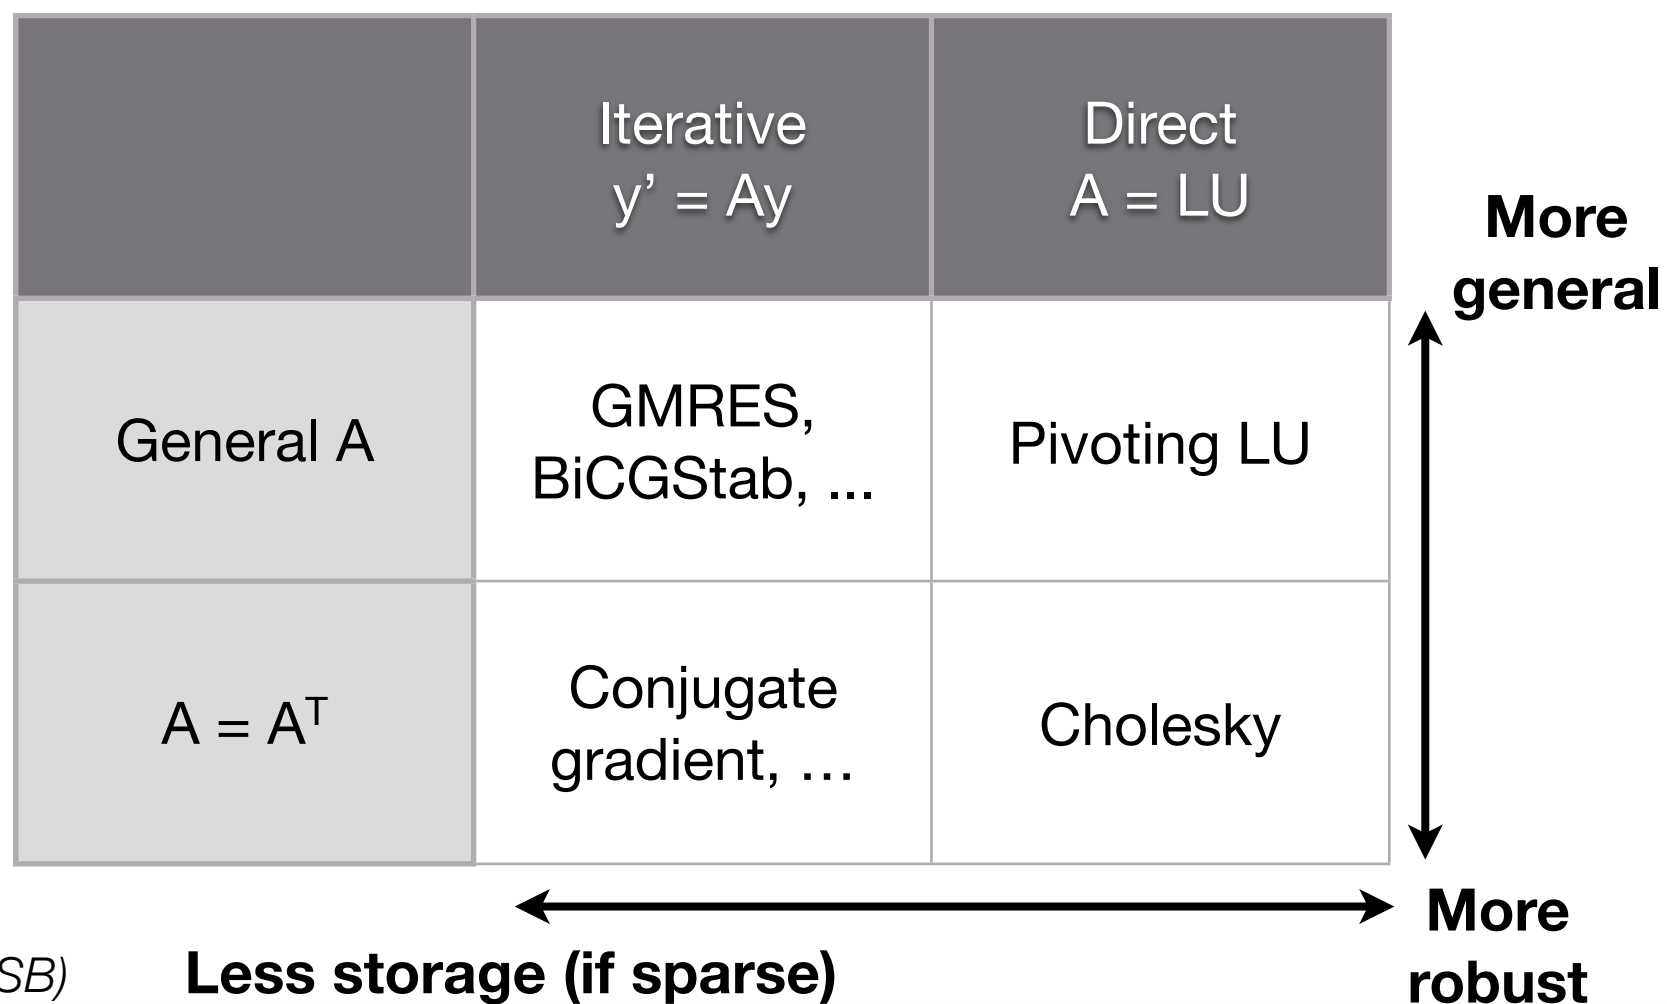 Iterative
y’ = Ay
Direct
A = LU
More
general
General A
GMRES,
BiCGStab, ...
Pivoting LU
A = Aᵀ
Conjugate
gradient, …
Cholesky
More
robust
SB)
Less storage (if sparse)